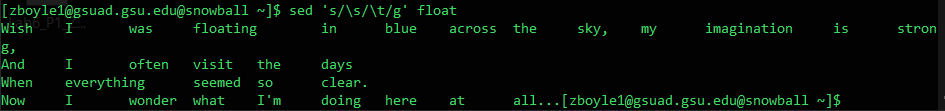 [zboyle1@gsuad.gsu.edu@snowball ~]$ sed 's/\s/\t/g' float
Wish I was floating in blue across the sky, my imagination is stron
g,
And I often visit the days
When everything seemed so clear.
Now I wonder what I'm doing here at all...[zboyle1@gsuad.gsu.edu@snowball ~]$